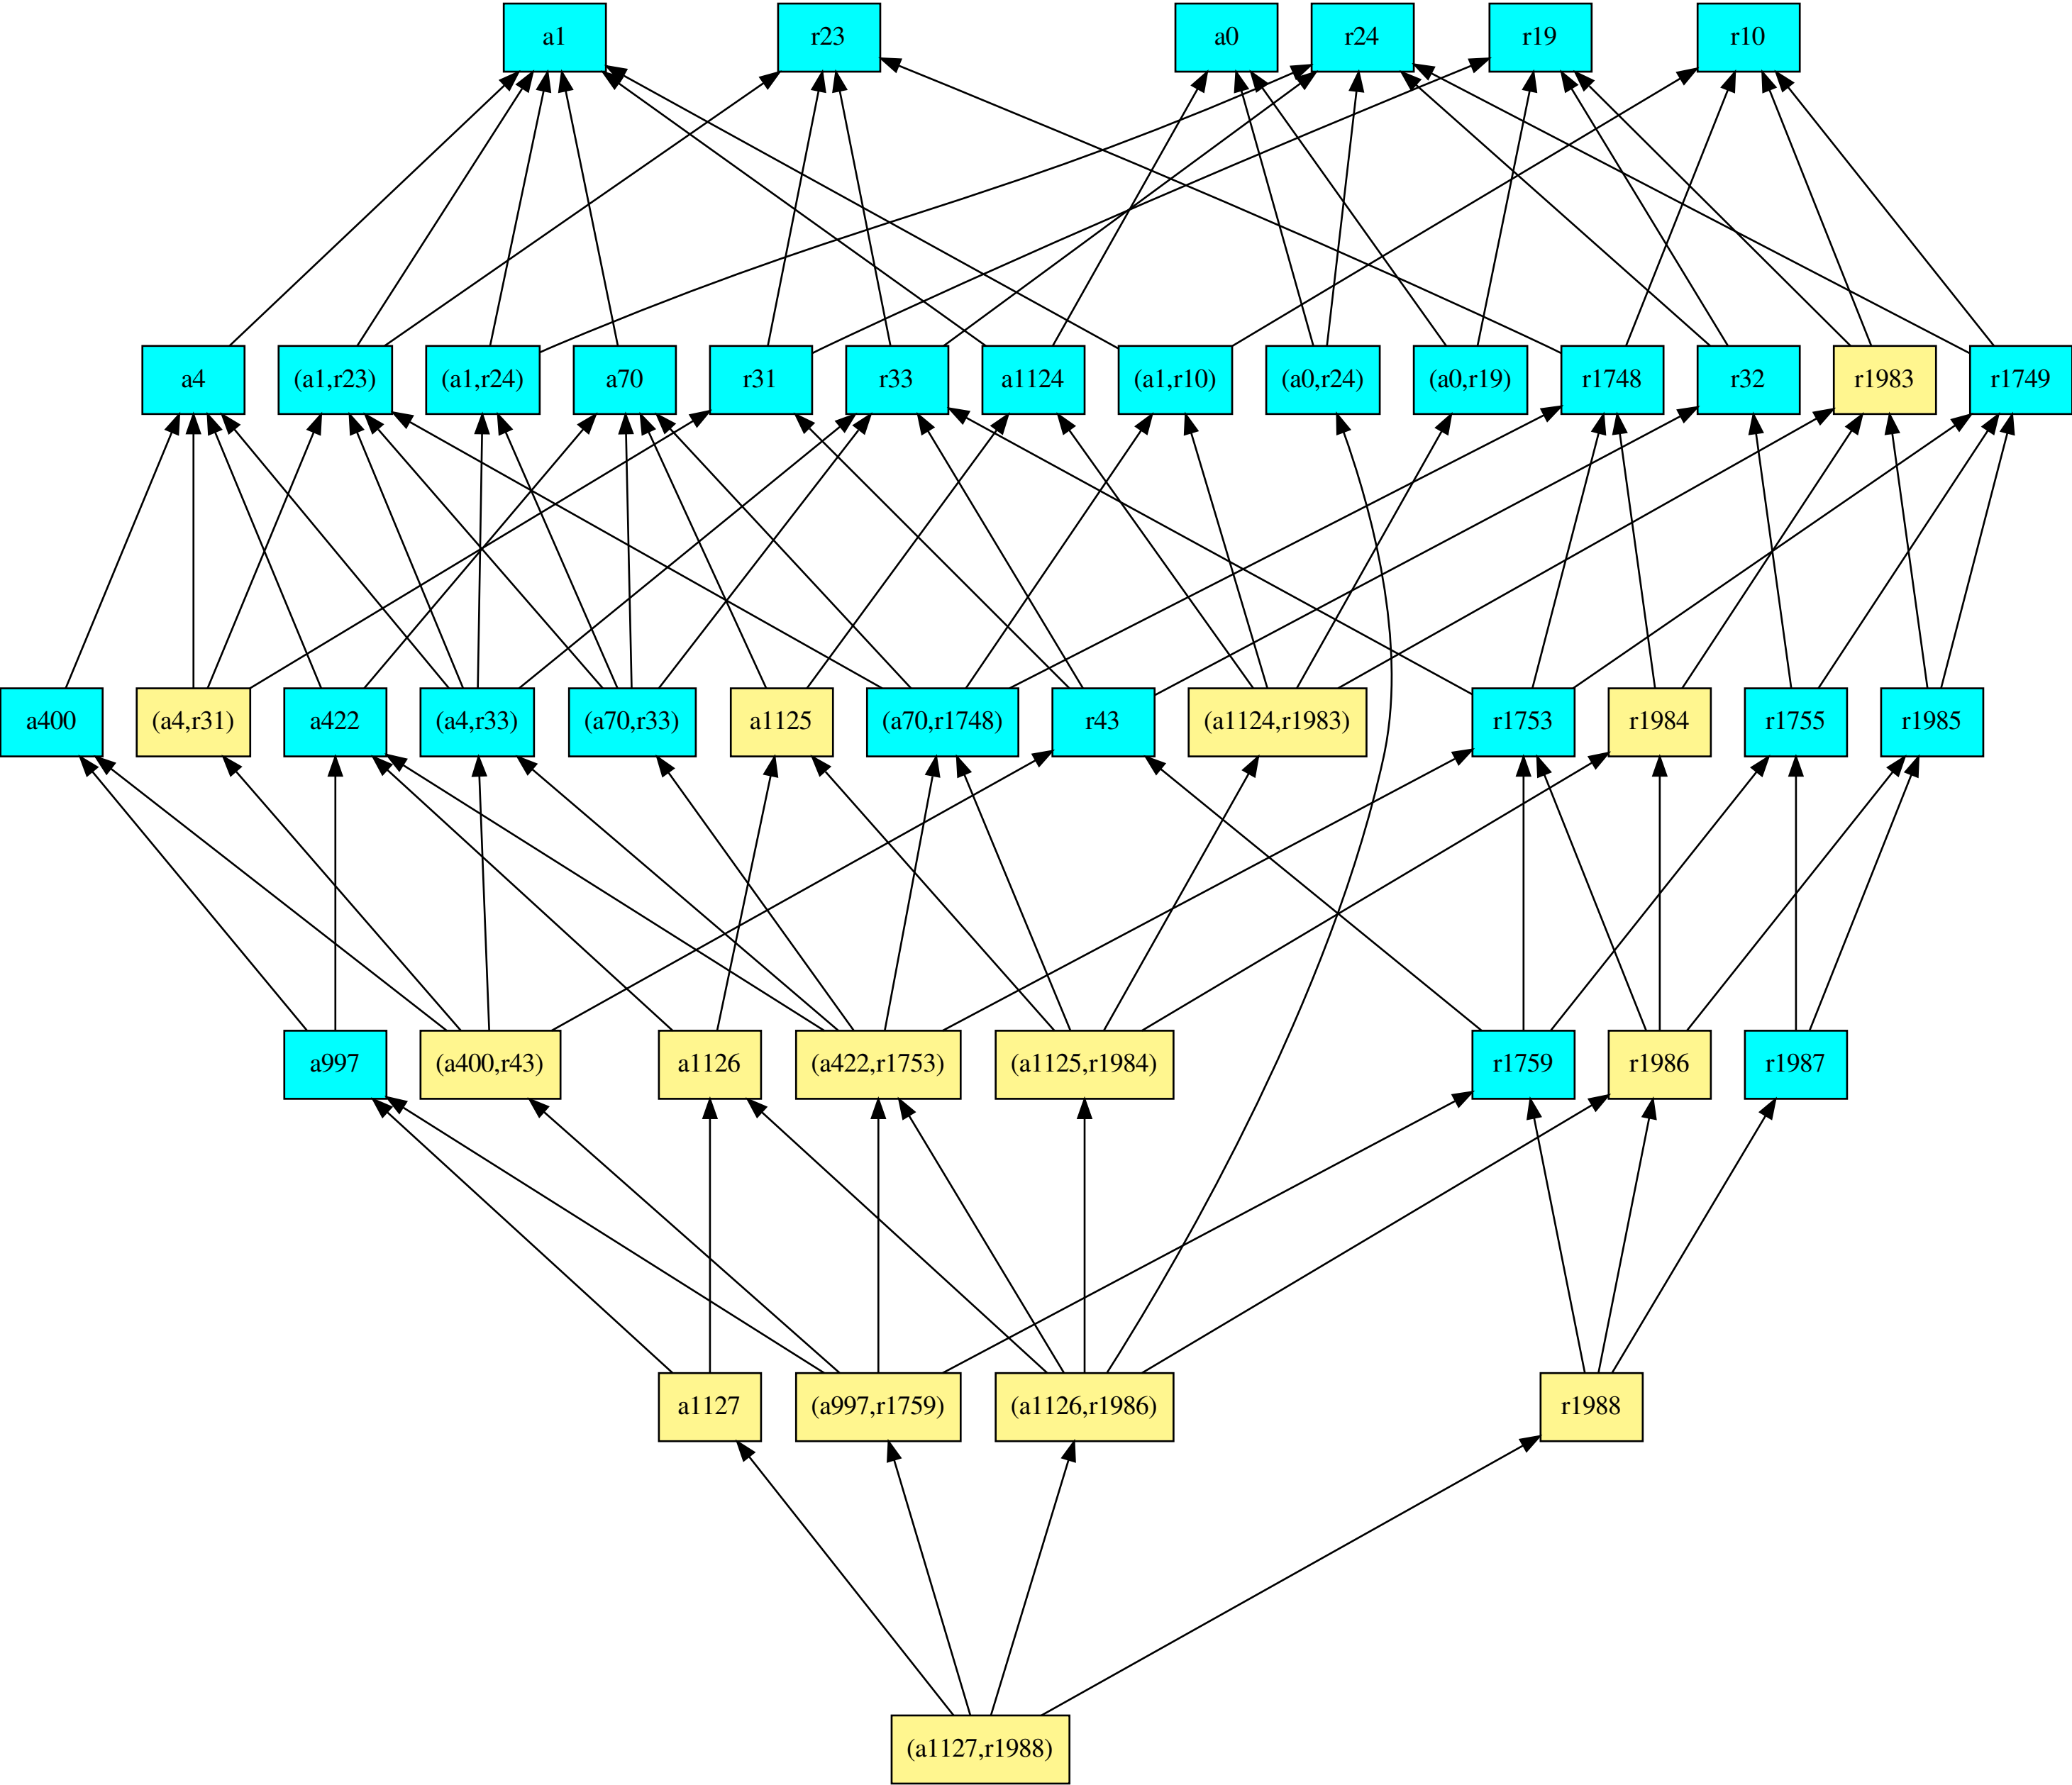 a1
r23
a0
r24
r19
r10
a4
(a1,r23)
(a1,r24)
a70
r31
r33
a1124
(a1,r10)
(a0,r24)
(a0,r19)
r1748
r32
r1983
r1749
a400
(a4,r31)
a422
(a4,r33)
(a70,r33)
a1125
(a70,r1748)
r43
(a1124,r1983)
r1753
r1984
r1755
r1985
a997
(a400,r43)
a1126
(a422,r1753)
(a1125,r1984)
r1759
r1986
r1987
a1127
(a997,r1759)
(a1126,r1986)
r1988
(a1127,r1988)